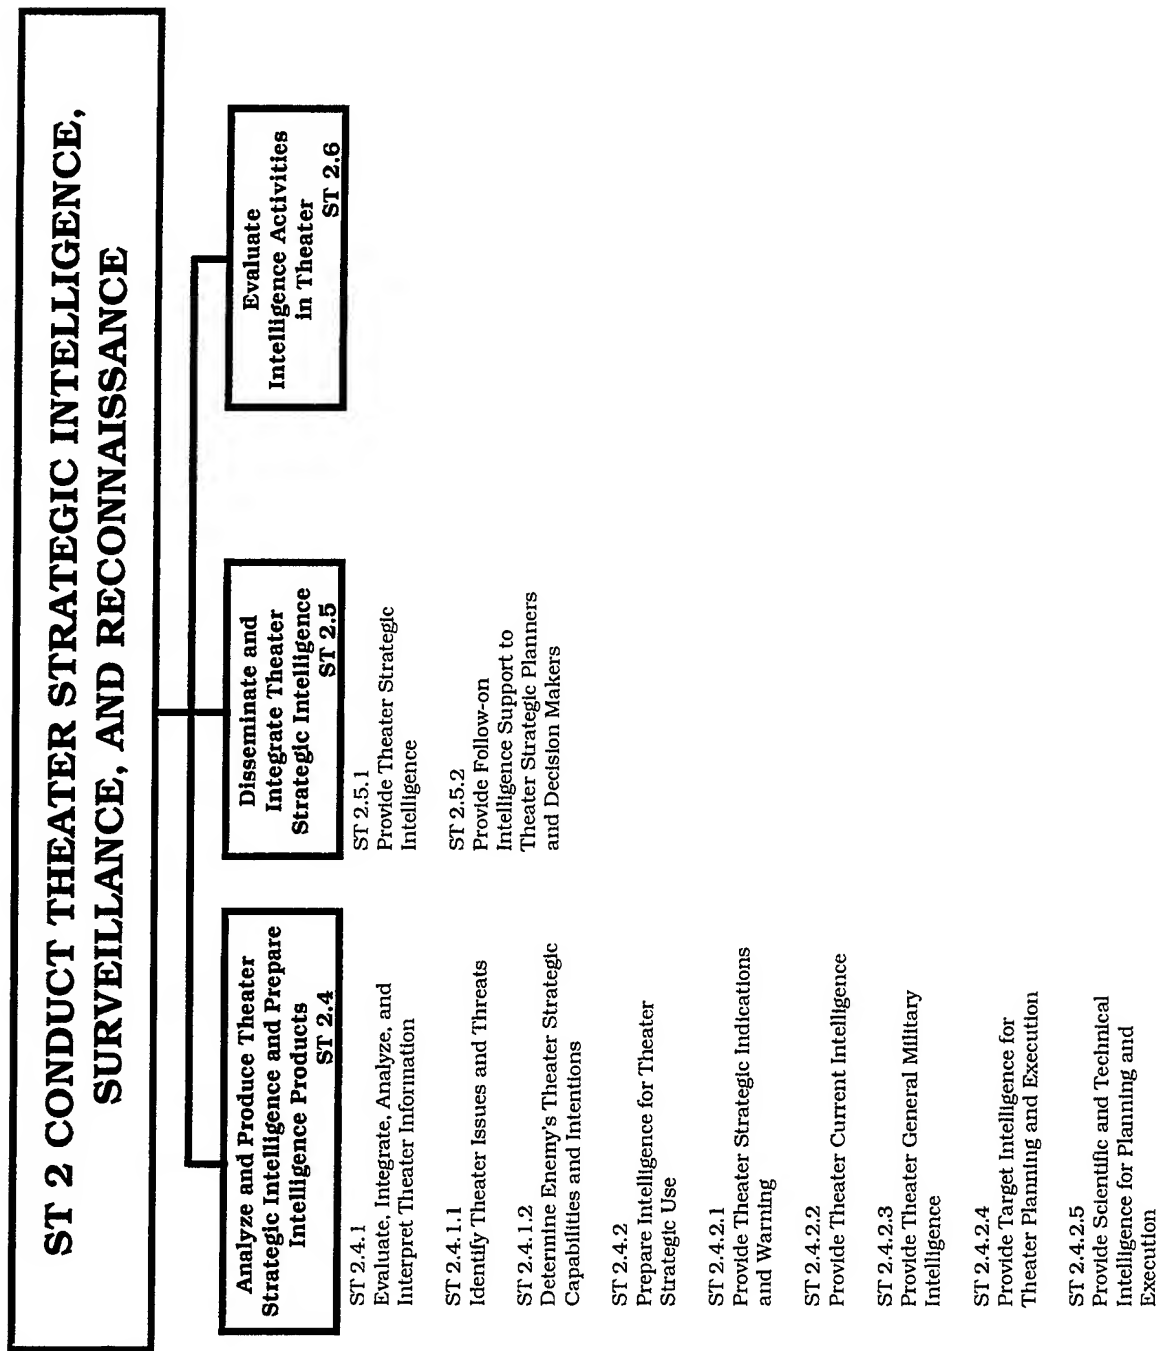 ST 2 CONDUCT THEATER STRATEGIC INTELLIGENCE,
SURVEILLANCE, AND RECONNAISSANCE
Analyze and Produce Theater
Strategic Intelligence and Prepare
Intelligence Products
ST 2.4
ST 2.4.1
Evaluate, Integrate, Analyze, and
Interpret Theater Information
ST 2.4.1.1
Identify Theater Issues and Threats
ST 2.4.1.2
Determine Enemy's Theater Strategic
Capabilities and Intentions
ST 2.4.2
Prepare Intelligence for Theater
Strategic Use
ST 2.4.2.1
Provide Theater Strategic Indications
and Warning
ST 2.4.2.2
Provide Theater Current Intelligence
ST 2.4.2.3
Provide Theater General Military
Intelligence
ST 2.4.2.4
Provide Target Intelligence for
Theater Planning and Execution
ST 2.4.2.5
Provide Scientific and Technical
Intelligence for Planning and
Execution
Disseminate and
Integrate Theater
Strategic Intelligence
ST 2.5
ST 2.5.1
Provide Theater Strategic
Intelligence
ST 2.5.2
Provide Follow-on
Intelligence Support to
Theater Strategic Planners
and Decision Makers
Evaluate
Intelligence Activities
in Theater
ST 2.6